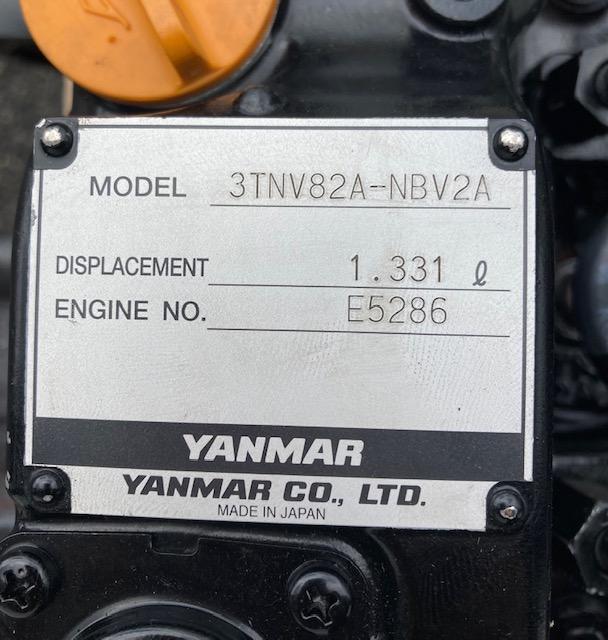 MODEL 3TNV82A-NBV2A
DISPLACEMENT 1.331 ℓ
ENGINE NO. E5286
YANMAR
YANMAR CO., LTD.
MADE IN JAPAN